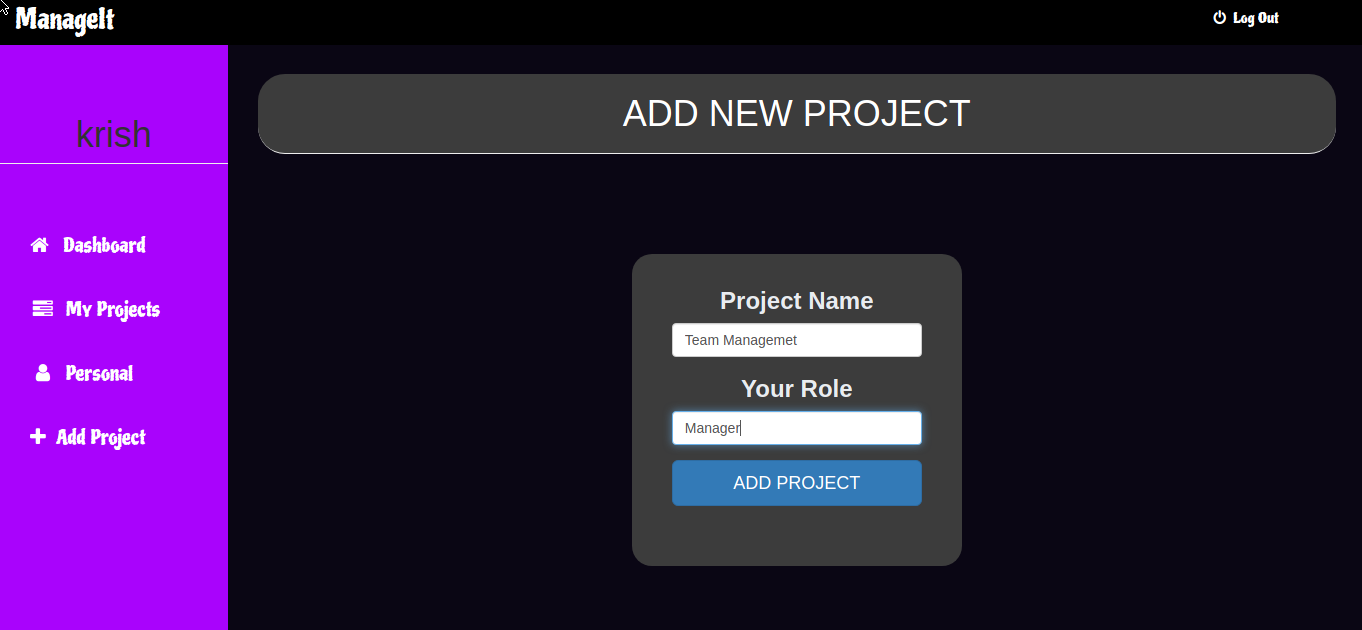 ManageIt
Log Out
krish
Dashboard
My Projects
Personal
Add Project
ADD NEW PROJECT
Project Name
Team Managemet
Your Role
Manager
ADD PROJECT